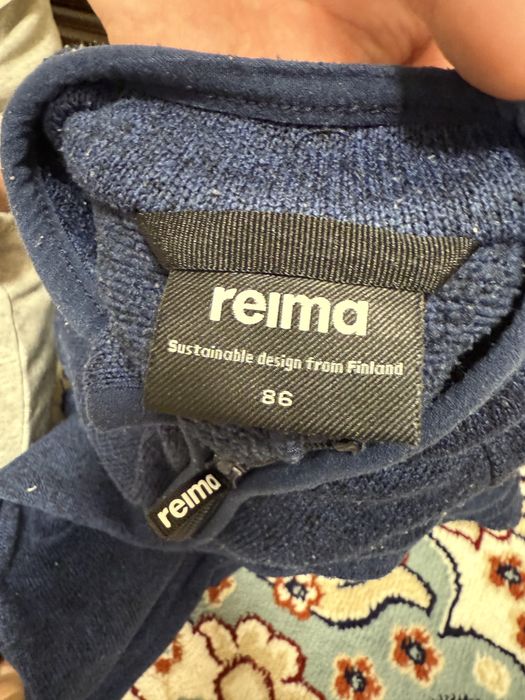 reima
Sustainable design from Finland
86
reima